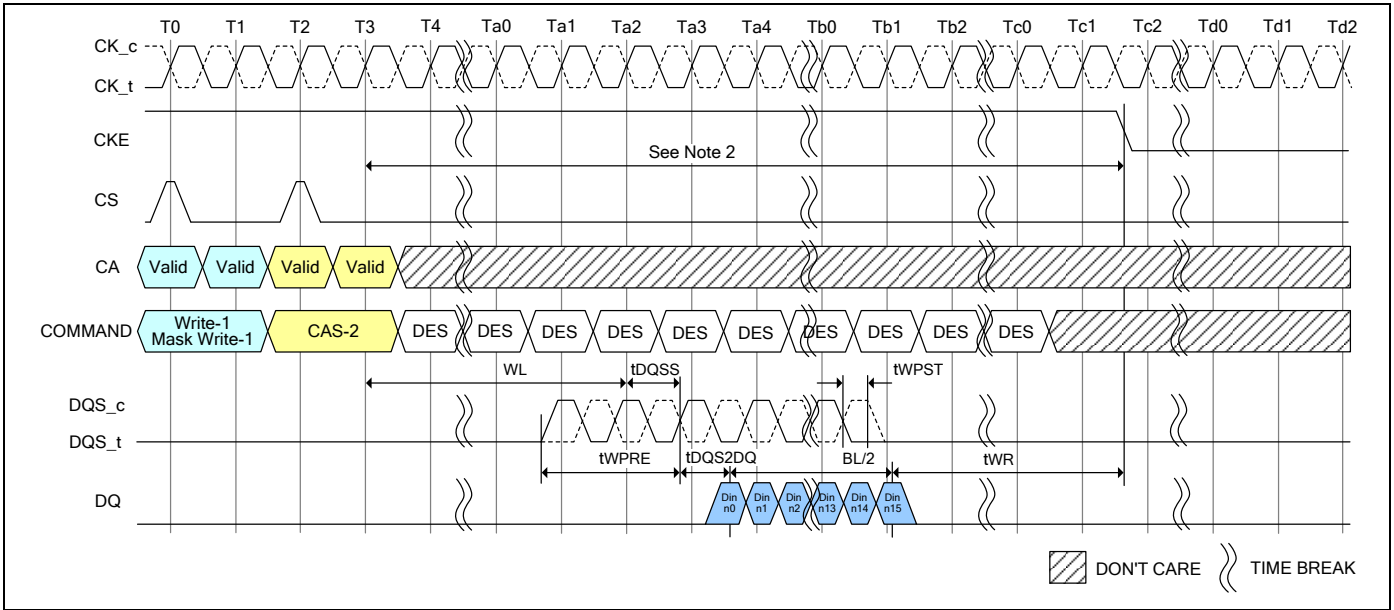 T0 T1 T2 T3 T4 Ta0 Ta1 Ta2 Ta3 Ta4 Tb0 Tb1 Tb2 Tc0 Tc1 Tc2 Td0 Td1 Td2
CK_c
CK_t
CKE
See Note 2
CS
CA Valid Valid Valid Valid
COMMAND Write-1 Mask Write-1 CAS-2 DES DES DES DES DES DES DES DES DES DES
WL tDQSS tWPST
DQS_c
DQS_t
tWPRE tDQS2DQ BL/2 tWR
DQ Din n0 Din n1 Din n2 Din n13 Din n14 Din n15
DON'T CARE TIME BREAK